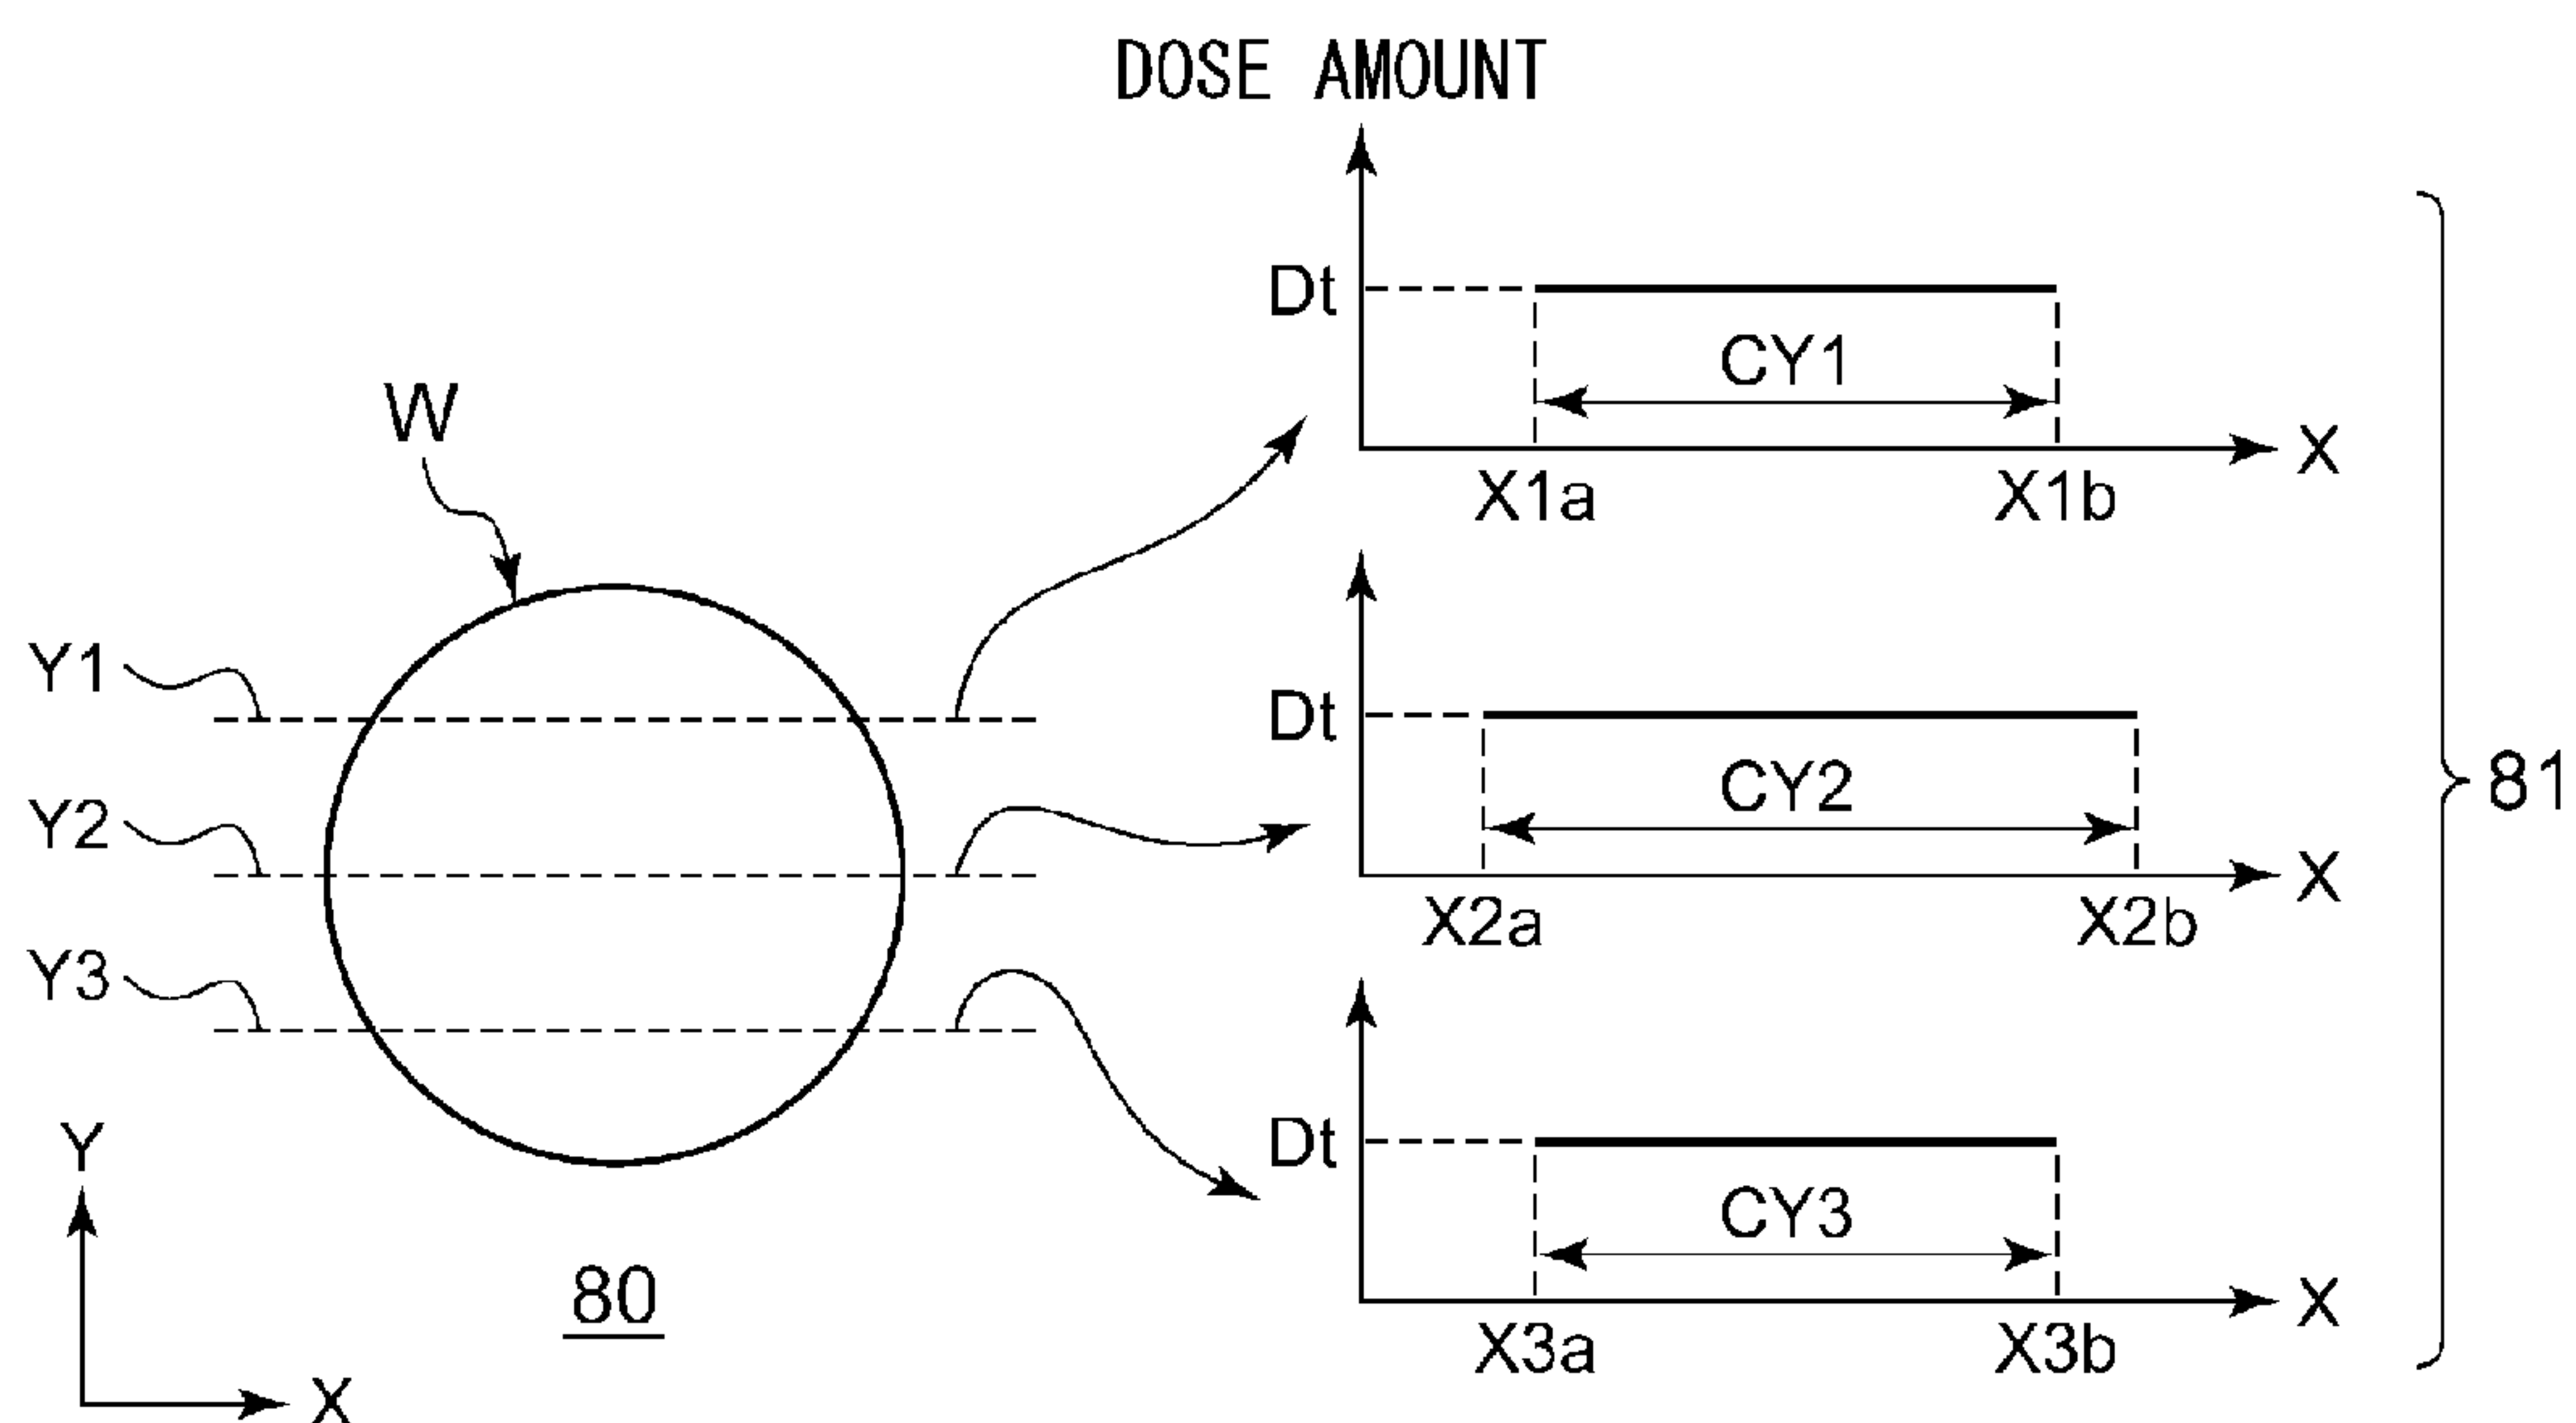 DOSE AMOUNT
W
Y1
Y2
Y3
Y
X
80
Dt
CY1
X
X1a X1b
Dt
CY2
X
X2a X2b
Dt
CY3
X
X3a X3b
81